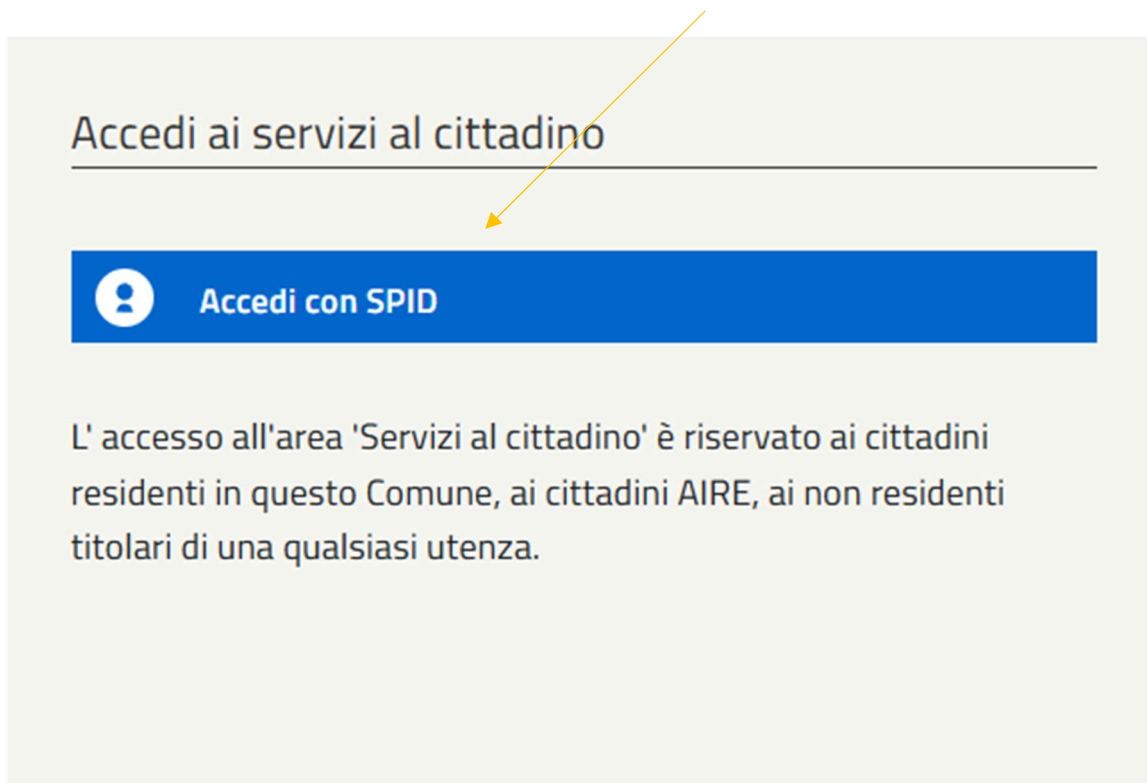 Accedi ai servizi al cittadino
Accedi con SPID
L' accesso all'area 'Servizi al cittadino' è riservato ai cittadini
residenti in questo Comune, ai cittadini AIRE, ai non residenti
titolari di una qualsiasi utenza.